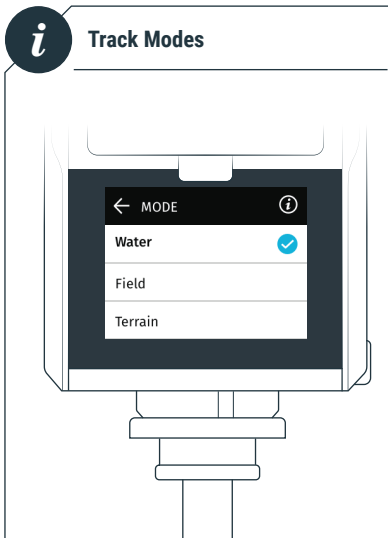 i
Track Modes
← MODE i
Water
Field
Terrain